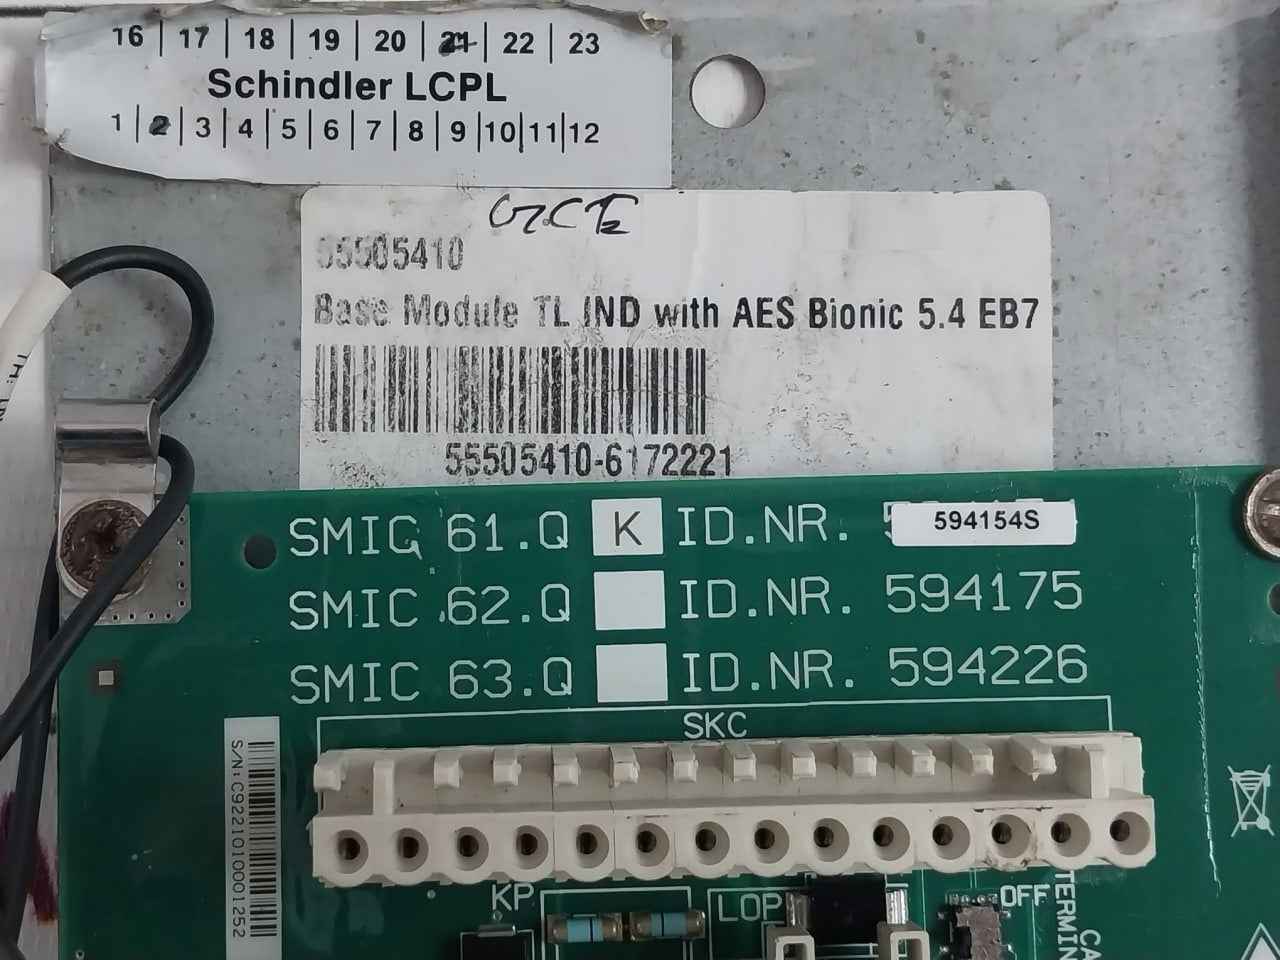 16 | 17 | 18 | 19 | 20 | 21 | 22 | 23
Schindler LCPL
1 | 2 | 3 | 4 | 5 | 6 | 7 | 8 | 9 | 10 | 11 | 12
55505410
Base Module TL IND with AES Bionic 5.4 EB7
55505410-6172221
SMIC 61.Q K ID.NR. 594154S
SMIC 62.Q ID.NR. 594175
SMIC 63.Q ID.NR. 594226
SKC
S/N: C9221010001252
KP
LOP
OFF